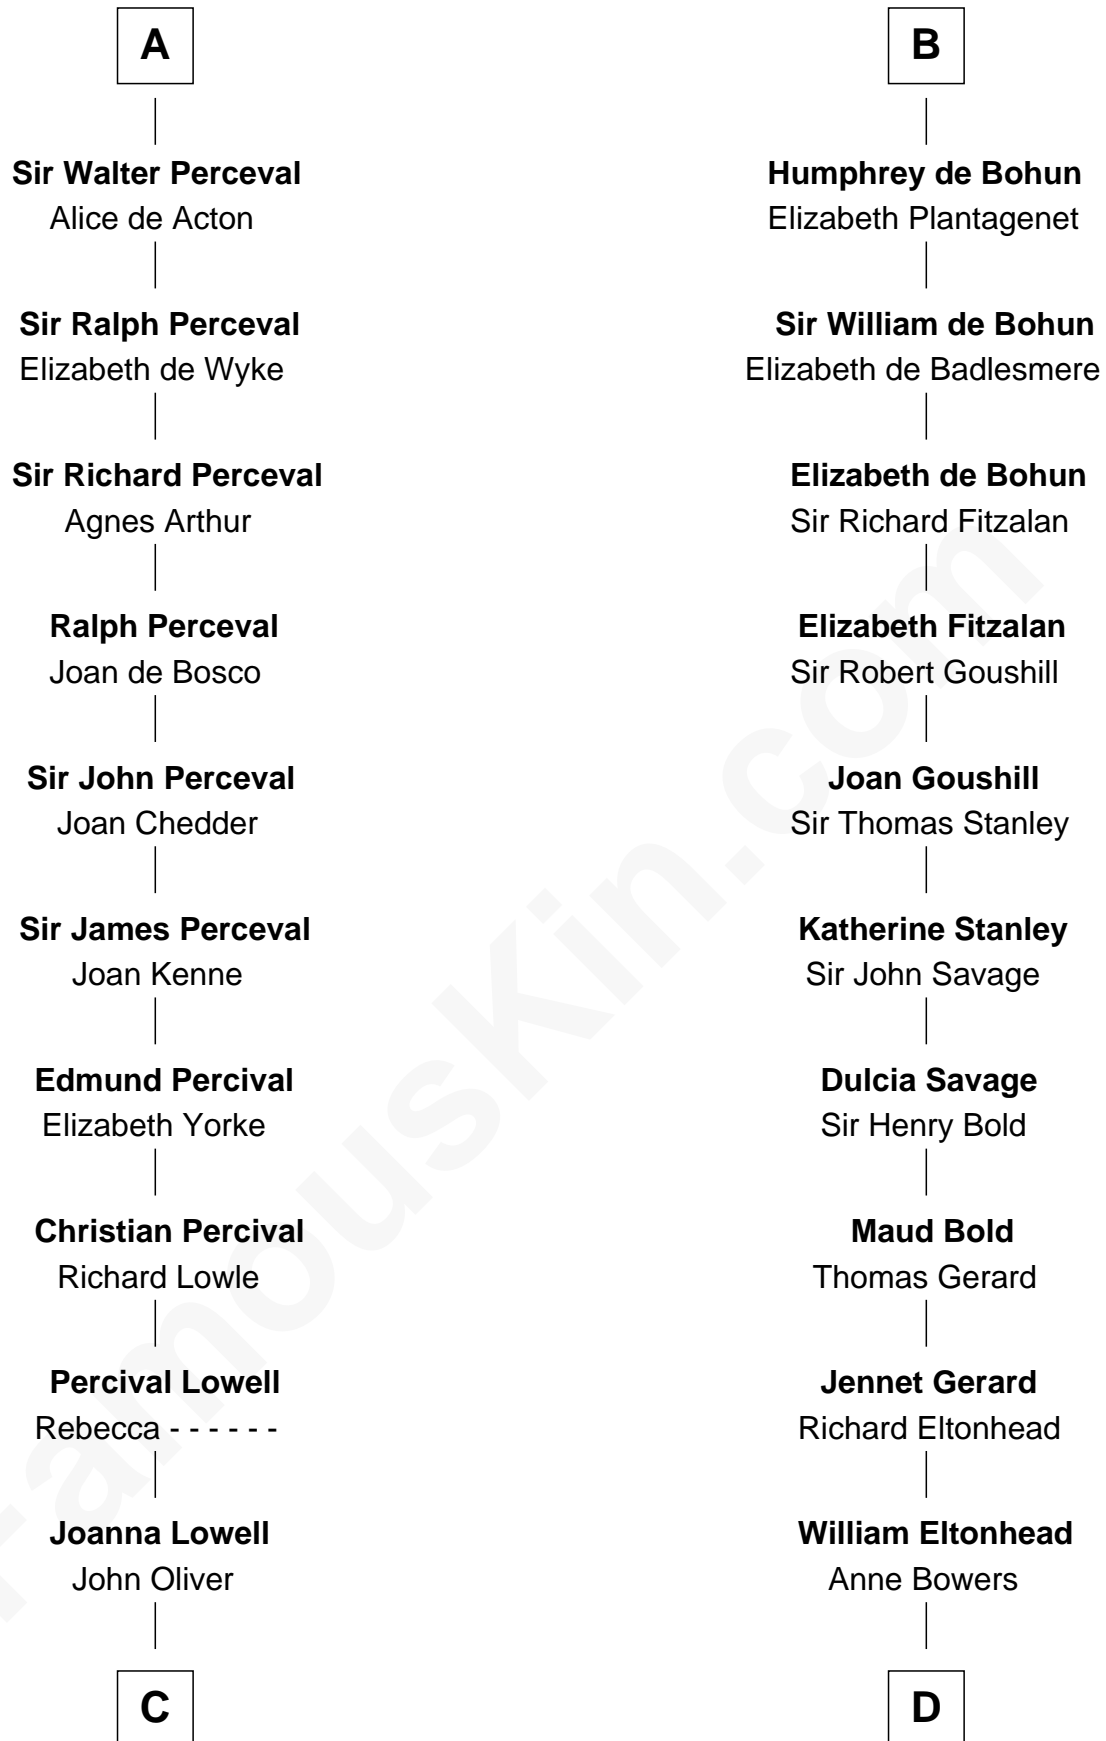 A
Sir Walter Perceval
Alice de Acton
Sir Ralph Perceval
Elizabeth de Wyke
Sir Richard Perceval
Agnes Arthur
Ralph Perceval
Joan de Bosco
Sir John Perceval
Joan Chedder
Sir James Perceval
Joan Kenne
Edmund Percival
Elizabeth Yorke
Christian Percival
Richard Lowle
Percival Lowell
Rebecca - - - - - -
Joanna Lowell
John Oliver
C
B
Humphrey de Bohun
Elizabeth Plantagenet
Sir William de Bohun
Elizabeth de Badlesmere
Elizabeth de Bohun
Sir Richard Fitzalan
Elizabeth Fitzalan
Sir Robert Goushill
Joan Goushill
Sir Thomas Stanley
Katherine Stanley
Sir John Savage
Dulcia Savage
Sir Henry Bold
Maud Bold
Thomas Gerard
Jennet Gerard
Richard Eltonhead
William Eltonhead
Anne Bowers
D
FamousKin.com